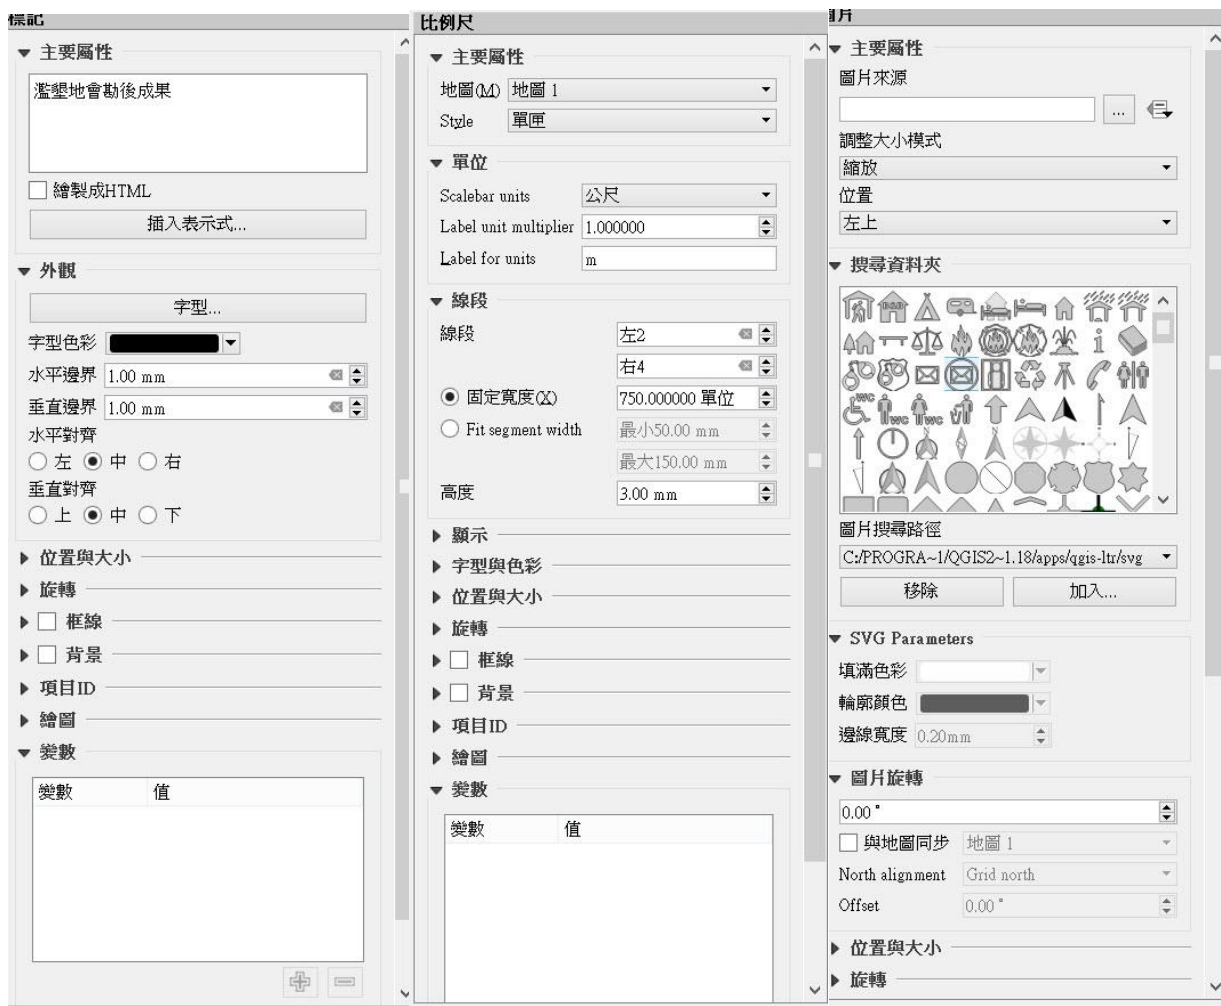 標記
主要屬性
濫墾地會勘後成果
繪製成HTML
插入表示式...
外觀
字型...
字型色彩
水平邊界 1.00 mm
垂直邊界 1.00 mm
水平對齊
左 中 右
垂直對齊
上 中 下
位置與大小
旋轉
框線
背景
項目ID
繪圖
變數
變數 值
比例尺
主要屬性
地圖(M) 地圖 1
Style 單匣
單位
Scalebar units 公尺
Label unit multiplier 1.000000
Label for units m
線段
線段 左2
右4
固定寬度(X) 750.000000 單位
Fit segment width 最小50.00 mm
最大150.00 mm
高度 3.00 mm
顯示
字型與色彩
位置與大小
旋轉
框線
背景
項目ID
繪圖
變數
變數 值
圖片
主要屬性
圖片來源
...
調整大小模式
縮放
位置
左上
搜尋資料夾
圖片搜尋路徑
C:/PROGRA~1/QGIS2~1.18/apps/qgis-ltr/svg
移除 加入...
SVG Parameters
填滿色彩
輪廓顏色
邊線寬度 0.20mm
圖片旋轉
0.00 °
與地圖同步 地圖 1
North alignment Grid north
Offset 0.00 °
位置與大小
旋轉